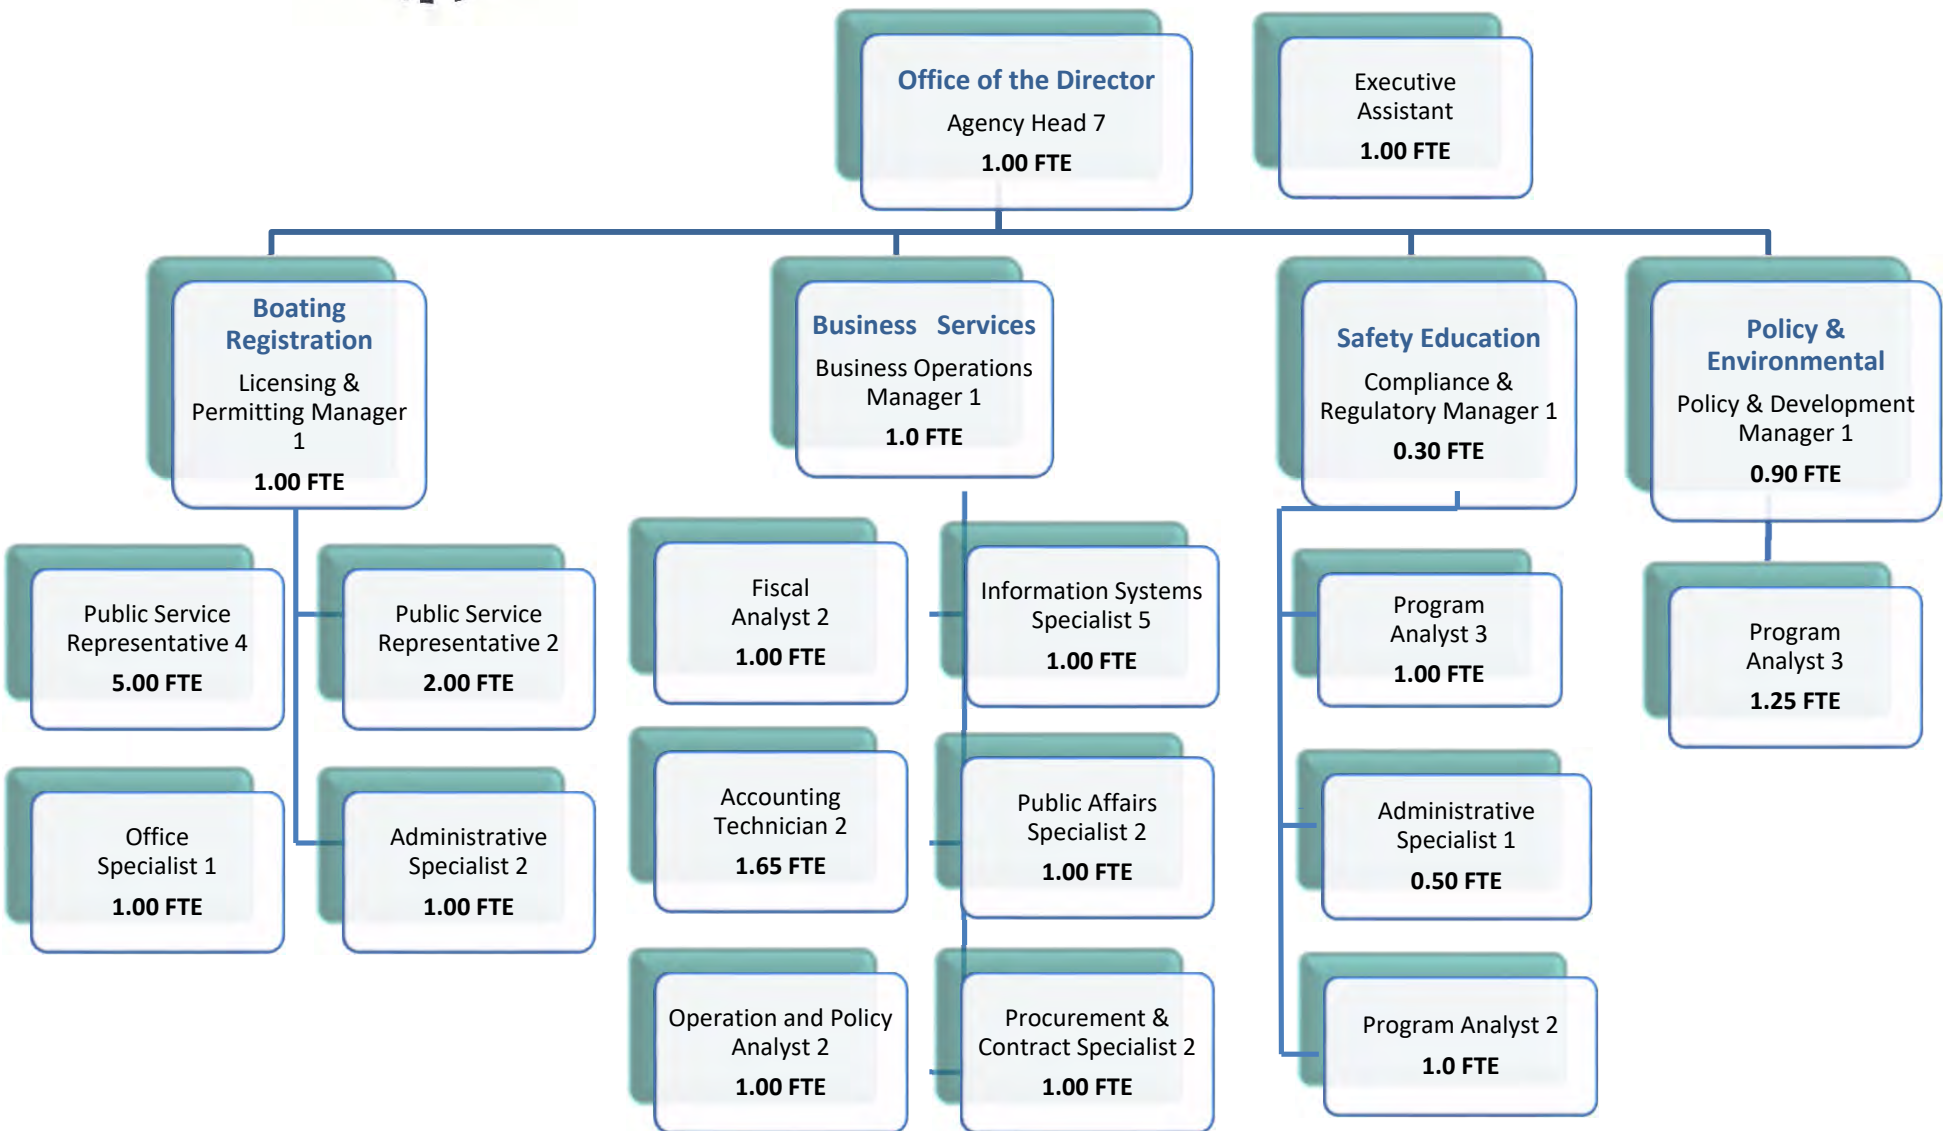 Office of the Director
Agency Head 7
1.00 FTE
Executive
Assistant
1.00 FTE
Boating
Registration
Licensing &
Permitting Manager
1
1.00 FTE
Business Services
Business Operations
Manager 1
1.0 FTE
Safety Education
Compliance &
Regulatory Manager 1
0.30 FTE
Policy &
Environmental
Policy & Development
Manager 1
0.90 FTE
Public Service
Representative 4
5.00 FTE
Public Service
Representative 2
2.00 FTE
Office
Specialist 1
1.00 FTE
Administrative
Specialist 2
1.00 FTE
Fiscal
Analyst 2
1.00 FTE
Information Systems
Specialist 5
1.00 FTE
Accounting
Technician 2
1.65 FTE
Public Affairs
Specialist 2
1.00 FTE
Operation and Policy
Analyst 2
1.00 FTE
Procurement &
Contract Specialist 2
1.00 FTE
Program
Analyst 3
1.00 FTE
Administrative
Specialist 1
0.50 FTE
Program Analyst 2
1.0 FTE
Program
Analyst 3
1.25 FTE